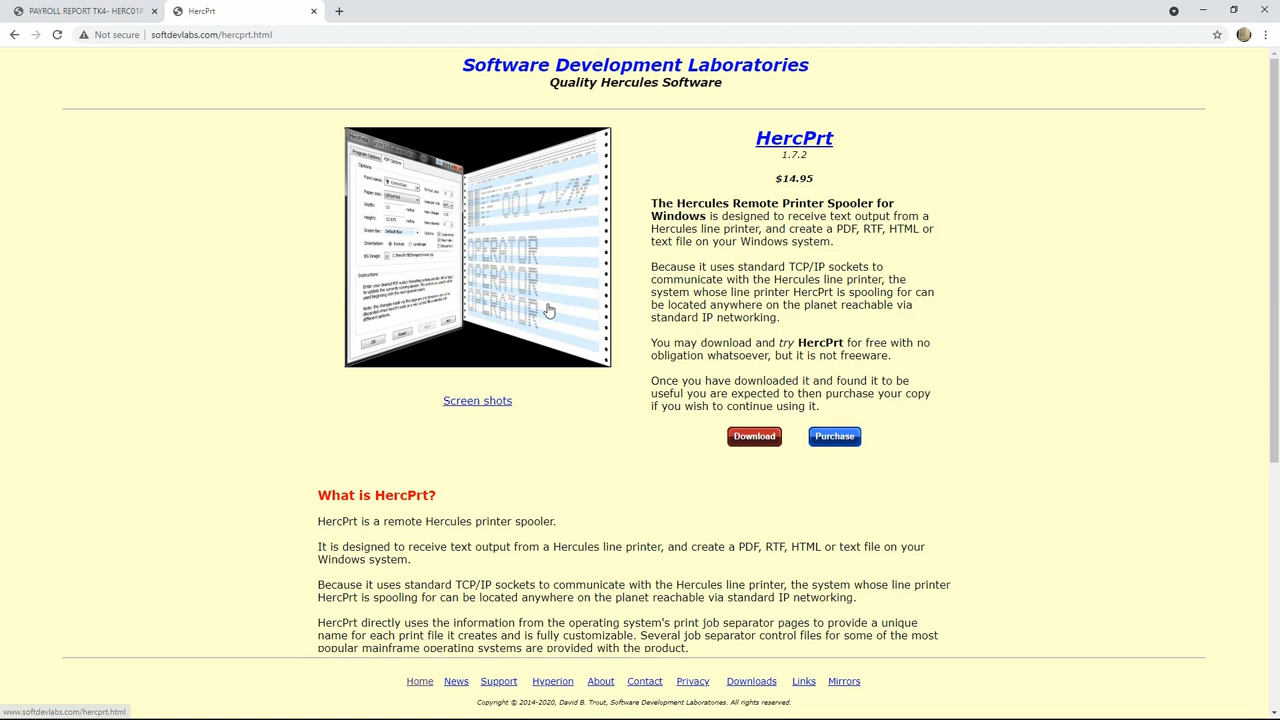 PAYROLL REPORT TK4- HERC01P
HercPrt
Not secure
softdevlabs.com/hercprt.html
Software Development Laboratories
Quality Hercules Software
HercPrt
1.7.2
$14.95
The Hercules Remote Printer Spooler for
Windows is designed to receive text output from a
Hercules line printer, and create a PDF, RTF, HTML or
text file on your Windows system.
Because it uses standard TCP/IP sockets to
communicate with the Hercules line printer, the
system whose line printer HercPrt is spooling for can
be located anywhere on the planet reachable via
standard IP networking.
You may download and try HercPrt for free with no
obligation whatsoever, but it is not freeware.
Once you have downloaded it and found it to be
useful you are expected to then purchase your copy
if you wish to continue using it.
Screen shots
Download
Purchase
What is HercPrt?
HercPrt is a remote Hercules printer spooler.
It is designed to receive text output from a Hercules line printer, and create a PDF, RTF, HTML or text file on your
Windows system.
Because it uses standard TCP/IP sockets to communicate with the Hercules line printer, the system whose line printer
HercPrt is spooling for can be located anywhere on the planet reachable via standard IP networking.
HercPrt directly uses the information from the operating system's print job separator pages to provide a unique
name for each print file it creates and is fully customizable. Several job separator control files for some of the most
popular mainframe operating systems are provided with the product.
Home News Support Hyperion About Contact Privacy Downloads Links Mirrors
Copyright © 2014-2020, David B. Trout, Software Development Laboratories. All rights reserved.
www.softdevlabs.com/hercprt.html